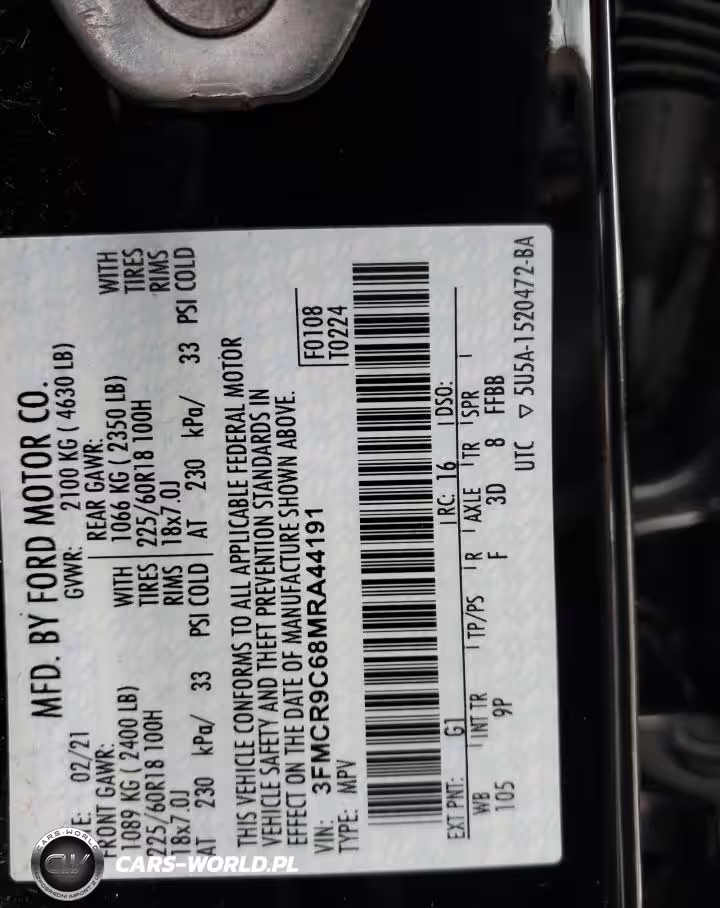 MFD. BY FORD MOTOR CO.
E: 02/21 GVWR: 2100 KG ( 4630 LB)
FRONT GAWR: REAR GAWR:
1089 KG ( 2400 LB) WITH 1066 KG ( 2350 LB) WITH
225/60R18 100H TIRES 225/60R18 100H TIRES
18x7.0J RIMS 18x7.0J RIMS
AT 230 kPa/ 33 PSI COLD AT 230 kPa/ 33 PSI COLD
THIS VEHICLE CONFORMS TO ALL APPLICABLE FEDERAL MOTOR
VEHICLE SAFETY AND THEFT PREVENTION STANDARDS IN
EFFECT ON THE DATE OF MANUFACTURE SHOWN ABOVE.
VIN: 3FMCR9C68MRA44191 F0108
TYPE: MPV T0224
EXT PNT: G1 RC: 16 DSO:
WB INT TR TP/PS R AXLE TR SPR
105 9P F 3D 8 FFBB
UTC ▽ 5U5A-1520472-BA
CARS-WORLD
CW
CARS-WORLD.PL